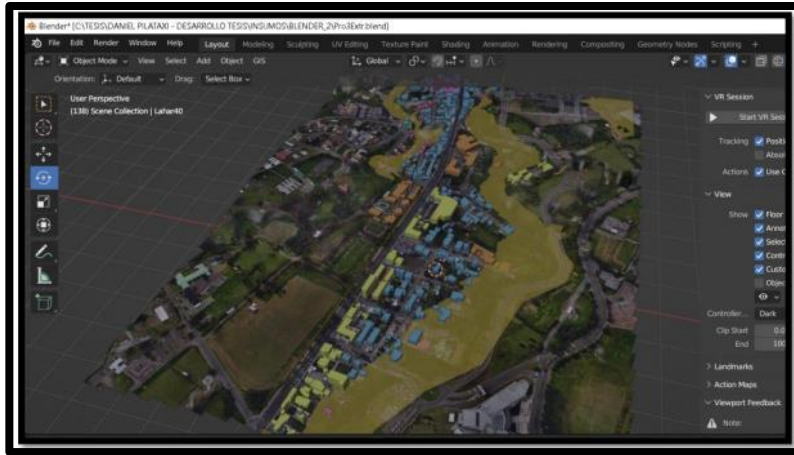 Blender* [C:\TESIS\DANIEL PILATAXI - DESARROLLO TESIS\INSUMOS\BLENDER_2\Pro3Extr.blend]
File Edit Render Window Help Layout Modeling Sculpting UV Editing Texture Paint Shading Animation Rendering Compositing Geometry Nodes Scripting +
Object Mode View Select Add Object GIS Global
Orientation: Default Drag: Select Box
User Perspective
(138) Scene Collection | Lahar40
VR Session
Start VR Sess
Tracking Positi
Absol
Actions Use C
View
Show Floor
Annot
Select
Contr
Custo
Objec
Controller... Dark
Clip Start 0.0
End 100
Landmarks
Action Maps
Viewport Feedback
Note: